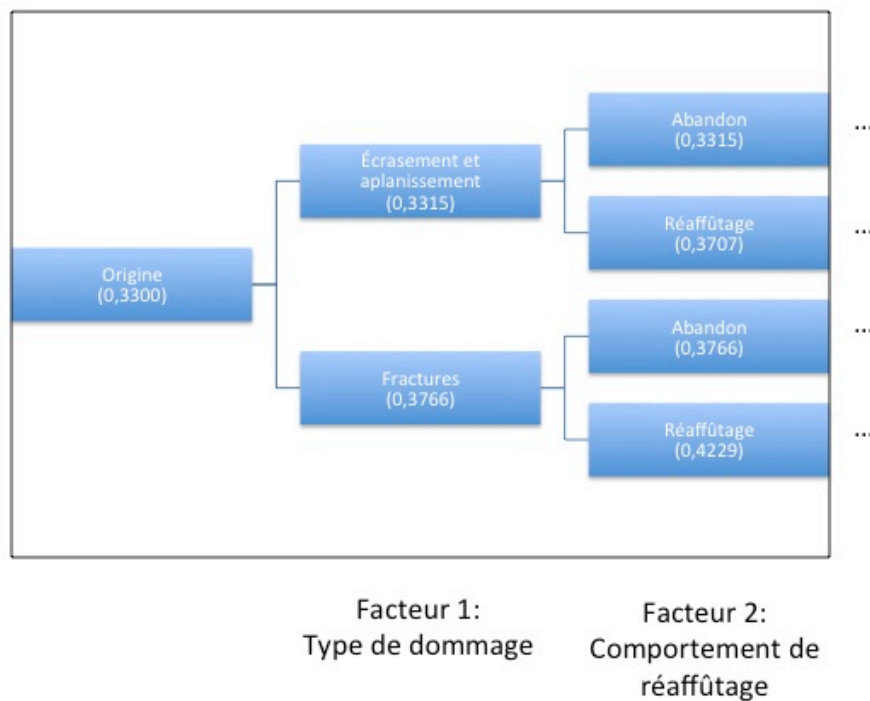 Abandon
(0,3315)
...
Écrasement et
aplanissement
(0,3315)
Réaffûtage
(0,3707)
...
Origine
(0,3300)
Abandon
(0,3766)
...
Fractures
(0,3766)
Réaffûtage
(0,4229)
...
Facteur 1:
Type de dommage
Facteur 2:
Comportement de
réaffûtage